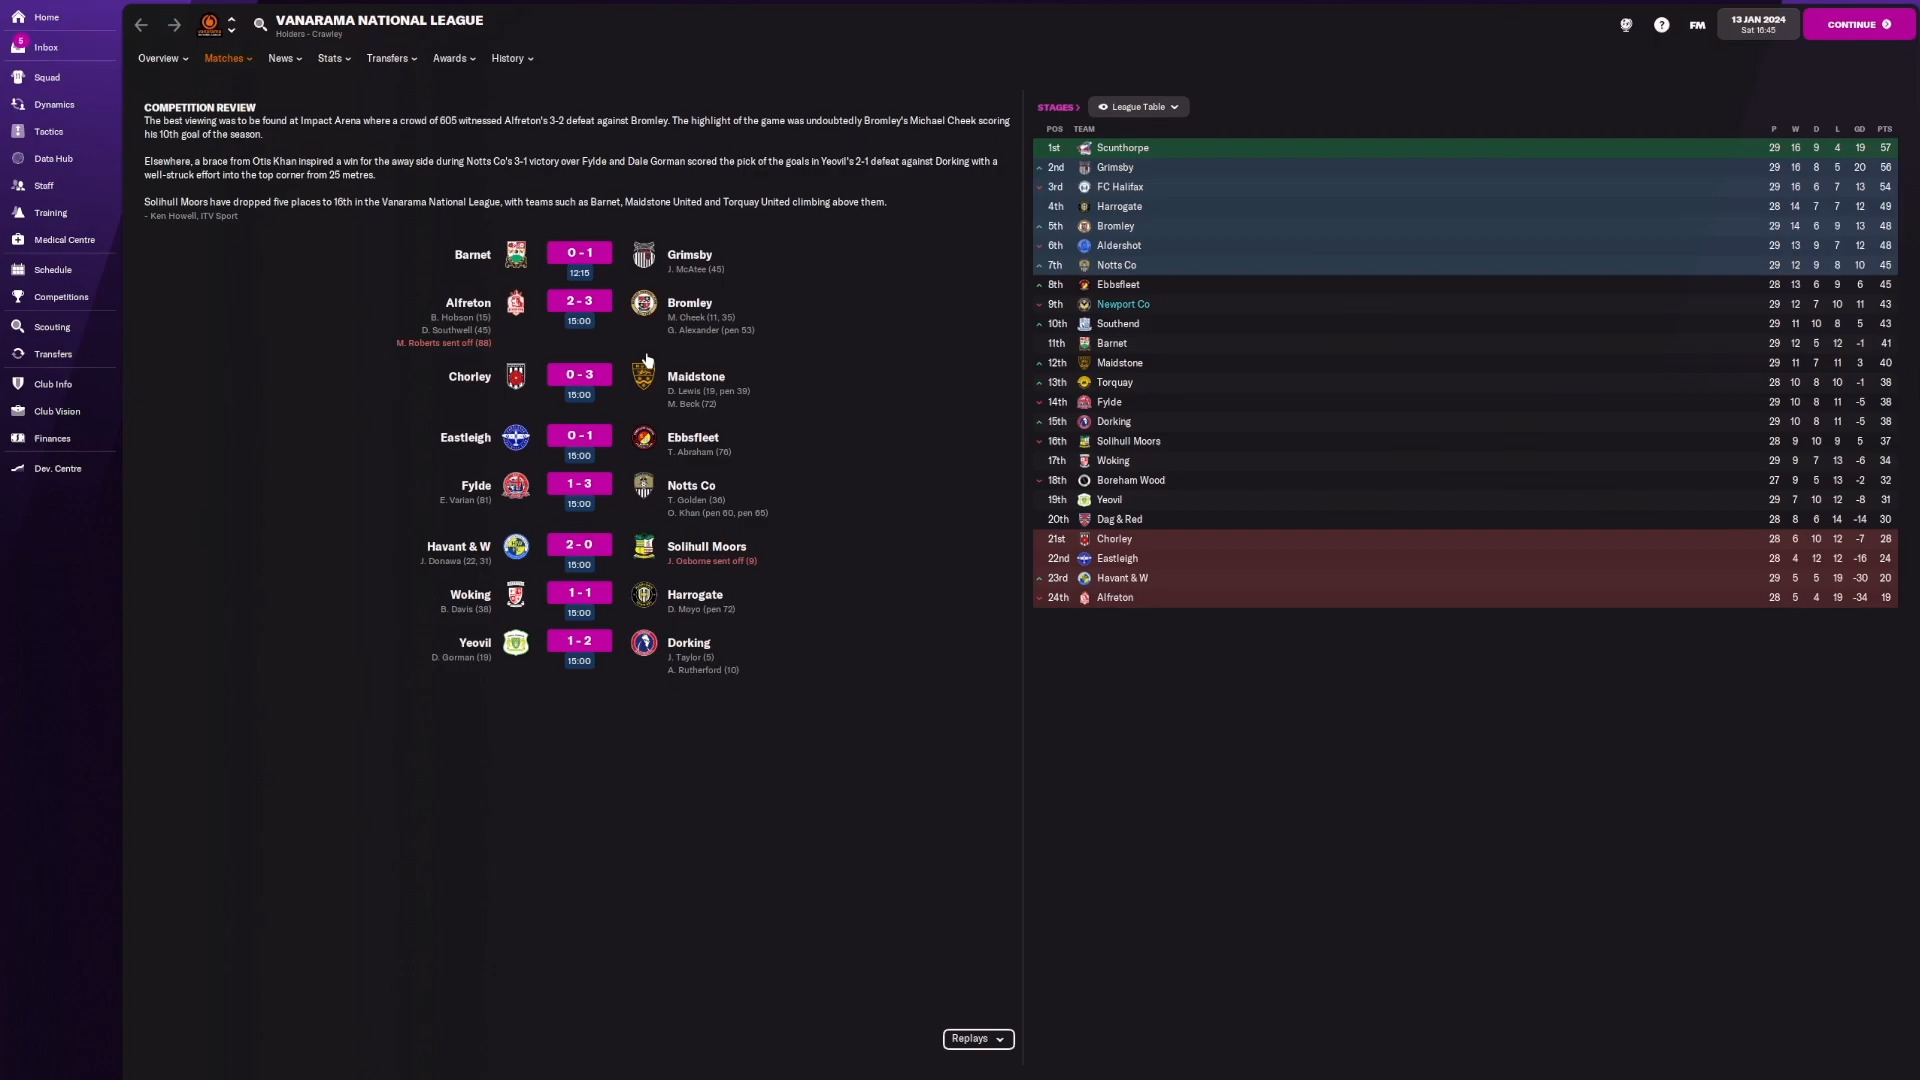 Home
5
Inbox
Squad
Dynamics
Tactics
Data Hub
Staff
Training
Medical Centre
Schedule
Competitions
Scouting
Transfers
Club Info
Club Vision
Finances
Dev. Centre
VANARAMA NATIONAL LEAGUE
Holders - Crawley
FM
13 JAN 2024
Sat 16:45
CONTINUE
Overview Matches News Stats Transfers Awards History
COMPETITION REVIEW
The best viewing was to be found at Impact Arena where a crowd of 605 witnessed Alfreton's 3-2 defeat against Bromley. The highlight of the game was undoubtedly Bromley's Michael Cheek scoring
his 10th goal of the season.
Elsewhere, a brace from Otis Khan inspired a win for the away side during Notts Co's 3-1 victory over Fylde and Dale Gorman scored the pick of the goals in Yeovil's 2-1 defeat against Dorking with a
well-struck effort into the top corner from 25 metres.
Solihull Moors have dropped five places to 16th in the Vanarama National League, with teams such as Barnet, Maidstone United and Torquay United climbing above them.
- Ken Howell, ITV Sport
Barnet 0 - 1 Grimsby
12:15 J. McAtee (45)
Alfreton 2 - 3 Bromley
B. Hobson (15) 15:00 M. Cheek (11, 35)
D. Southwell (45) G. Alexander (pen 53)
M. Roberts sent off (88)
Chorley 0 - 3 Maidstone
15:00 D. Lewis (19, pen 39)
M. Beck (72)
Eastleigh 0 - 1 Ebbsfleet
15:00 T. Abraham (76)
Fylde 1 - 3 Notts Co
E. Varian (81) 15:00 T. Golden (36)
O. Khan (pen 60, pen 65)
Havant & W 2 - 0 Solihull Moors
J. Donawa (22, 31) 15:00 J. Osborne sent off (9)
Woking 1 - 1 Harrogate
B. Davis (38) 15:00 D. Moyo (pen 72)
Yeovil 1 - 2 Dorking
D. Gorman (19) 15:00 J. Taylor (5)
A. Rutherford (10)
Replays
STAGES> League Table
POS TEAM P W D L GD PTS
1st Scunthorpe 29 16 9 4 19 57
2nd Grimsby 29 16 8 5 20 56
3rd FC Halifax 29 16 6 7 13 54
4th Harrogate 28 14 7 7 12 49
5th Bromley 29 14 6 9 13 48
6th Aldershot 29 13 9 7 12 48
7th Notts Co 29 12 9 8 10 45
8th Ebbsfleet 28 13 6 9 6 45
9th Newport Co 29 12 7 10 11 43
10th Southend 29 11 10 8 5 43
11th Barnet 29 12 5 12 -1 41
12th Maidstone 29 11 7 11 3 40
13th Torquay 28 10 8 10 -1 38
14th Fylde 29 10 8 11 -5 38
15th Dorking 29 10 8 11 -5 38
16th Solihull Moors 28 9 10 9 5 37
17th Woking 29 9 7 13 -6 34
18th Boreham Wood 27 9 5 13 -2 32
19th Yeovil 29 7 10 12 -8 31
20th Dag & Red 28 8 6 14 -14 30
21st Chorley 28 6 10 12 -7 28
22nd Eastleigh 28 4 12 12 -16 24
23rd Havant & W 29 5 5 19 -30 20
24th Alfreton 28 5 4 19 -34 19